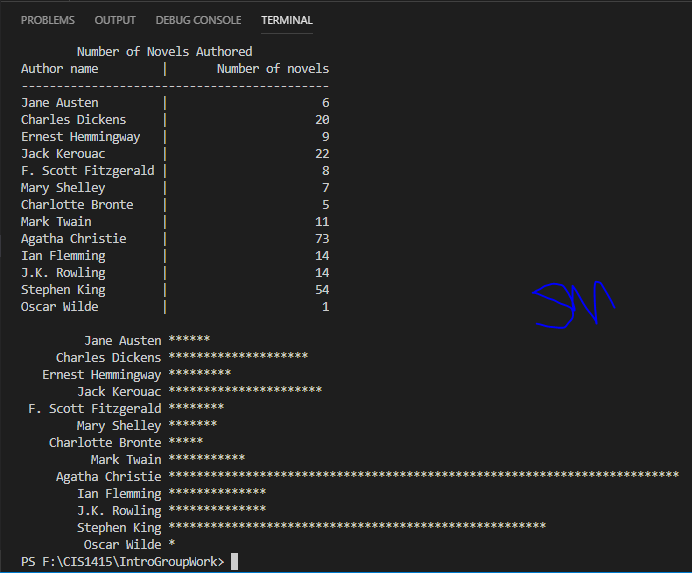 PROBLEMS OUTPUT DEBUG CONSOLE TERMINAL
Number of Novels Authored
Author name | Number of novels
--------------------------------------------
Jane Austen | 6
Charles Dickens | 20
Ernest Hemmingway | 9
Jack Kerouac | 22
F. Scott Fitzgerald | 8
Mary Shelley | 7
Charlotte Bronte | 5
Mark Twain | 11
Agatha Christie | 73
Ian Flemming | 14
J.K. Rowling | 14
Stephen King | 54
Oscar Wilde | 1
Jane Austen ******
Charles Dickens ********************
Ernest Hemmingway *********
Jack Kerouac **********************
F. Scott Fitzgerald ********
Mary Shelley *******
Charlotte Bronte *****
Mark Twain ***********
Agatha Christie *************************************************************************
Ian Flemming **************
J.K. Rowling **************
Stephen King ******************************************************
Oscar Wilde *
PS F:\CIS1415\IntroGroupWork>